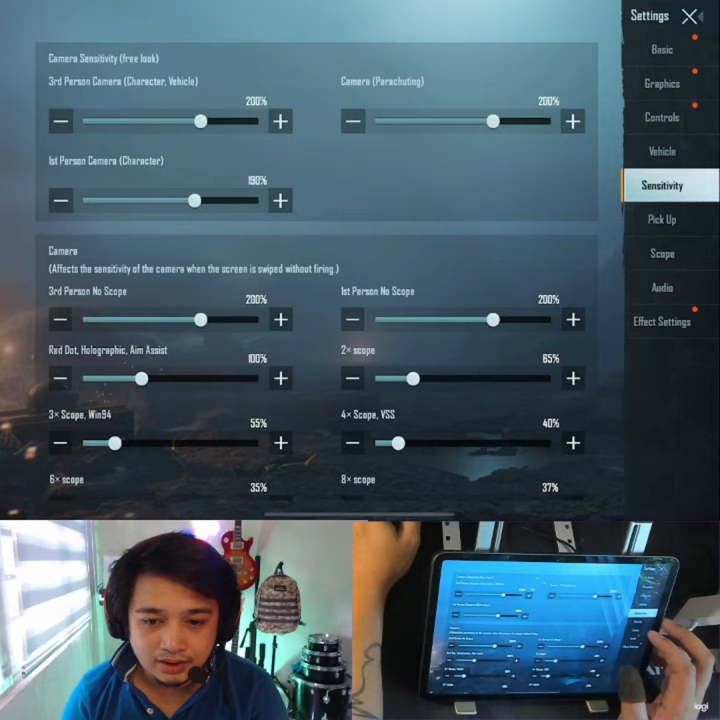 Settings
Basic
Graphics
Controls
Vehicle
Sensitivity
Pick Up
Scope
Audio
Effect Settings
Camera Sensitivity (free look)
3rd Person Camera (Character, Vehicle)
200%
Camera (Parachuting)
200%
1st Person Camera (Character)
190%
Camera
(Affects the sensitivity of the camera when the screen is swiped without firing.)
3rd Person No Scope
200%
1st Person No Scope
200%
Red Dot, Holographic, Aim Assist
100%
2× scope
65%
3× Scope, Win94
55%
4× Scope, VSS
40%
6× scope
35%
8× scope
37%
logi